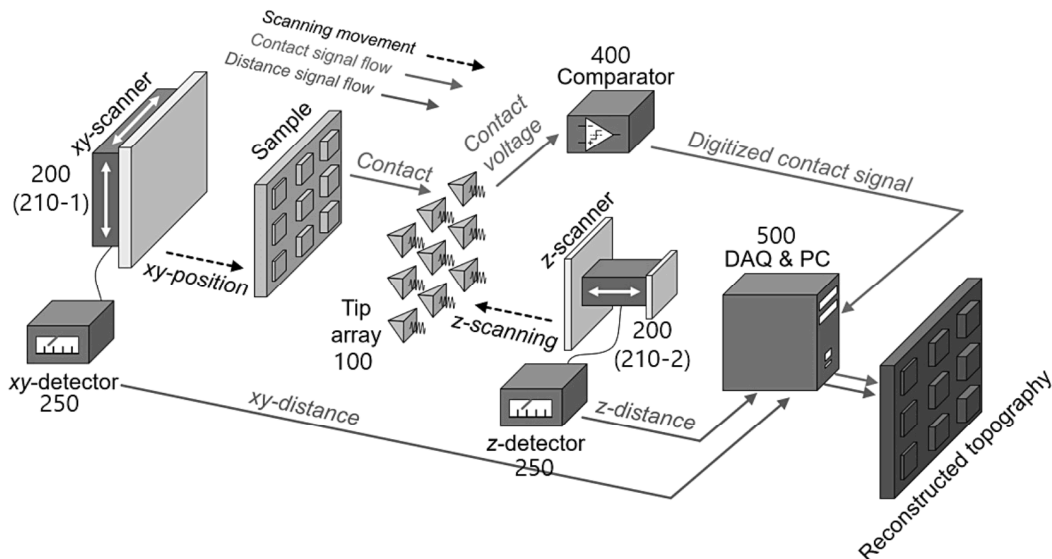 Scanning movement
Contact signal flow
Distance signal flow
xy-scanner
200
(210-1)
Sample
xy-position
Contact
Contact
voltage
400
Comparator
Digitized contact signal
z-scanner
500
DAQ & PC
Tip
array
100
z-scanning
200
(210-2)
xy-detector
250
xy-distance
z-detector
250
z-distance
Reconstructed topography